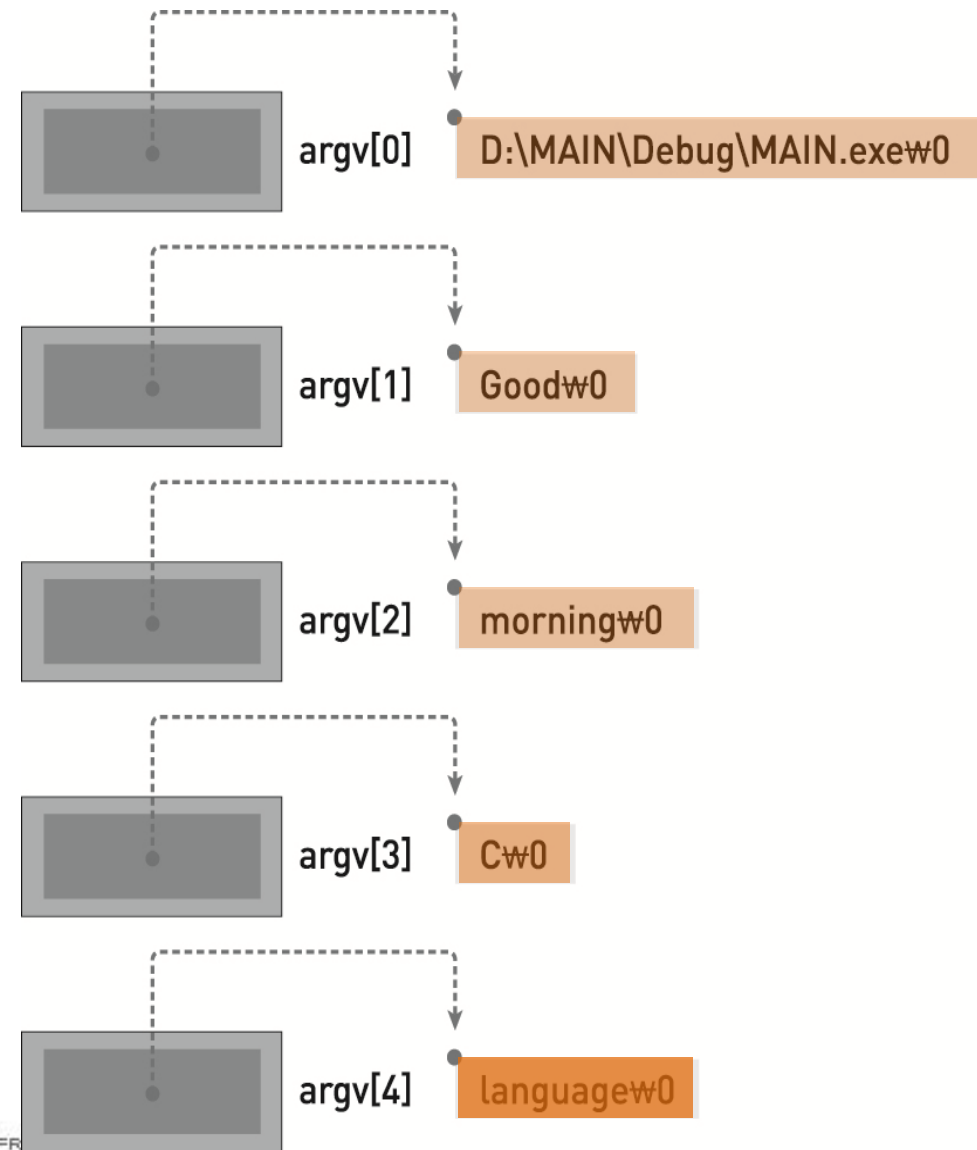 argv[0] D:\MAIN\Debug\MAIN.exe₩0
argv[1] Good₩0
argv[2] morning₩0
argv[3] C₩0
argv[4] language₩0